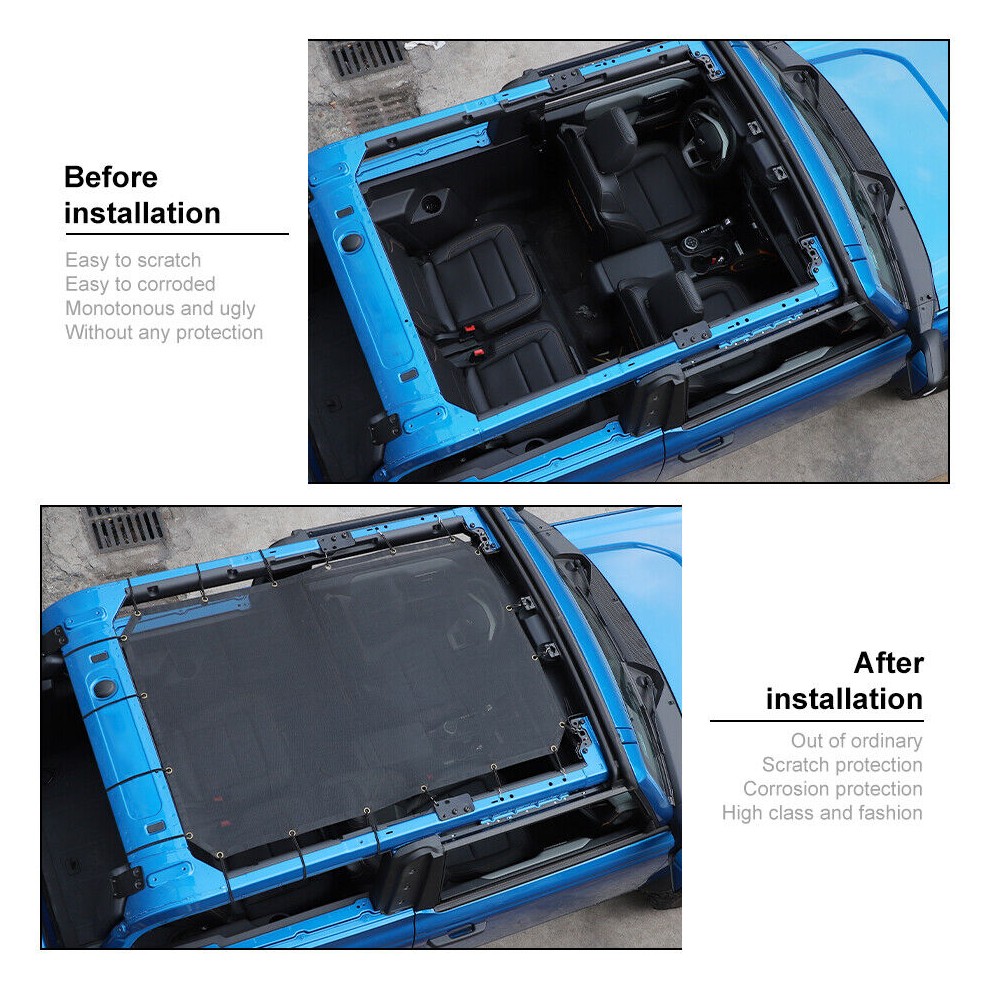 Before
installation
Easy to scratch
Easy to corroded
Monotonous and ugly
Without any protection
After
installation
Out of ordinary
Scratch protection
Corrosion protection
High class and fashion